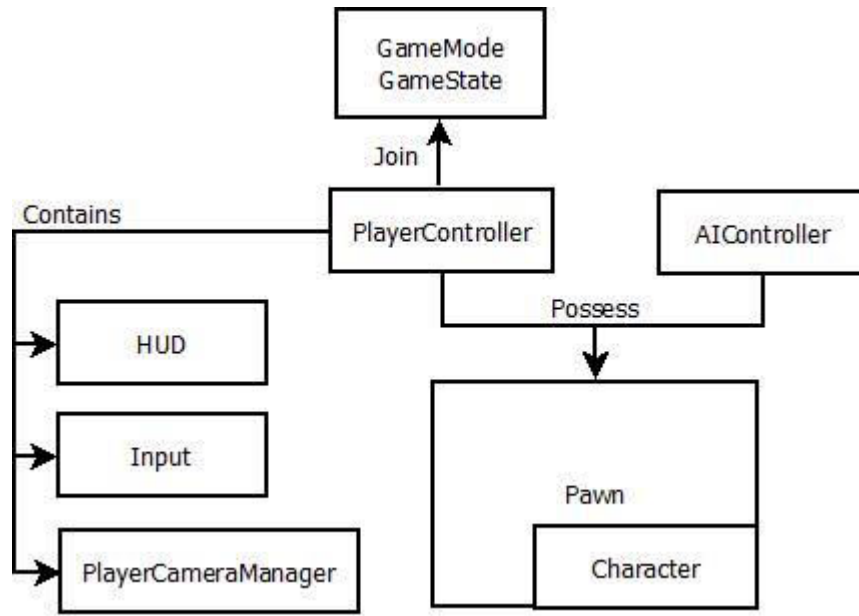 GameMode
GameState
Join
Contains
PlayerController
AIController
Possess
HUD
Input
Pawn
PlayerCameraManager
Character